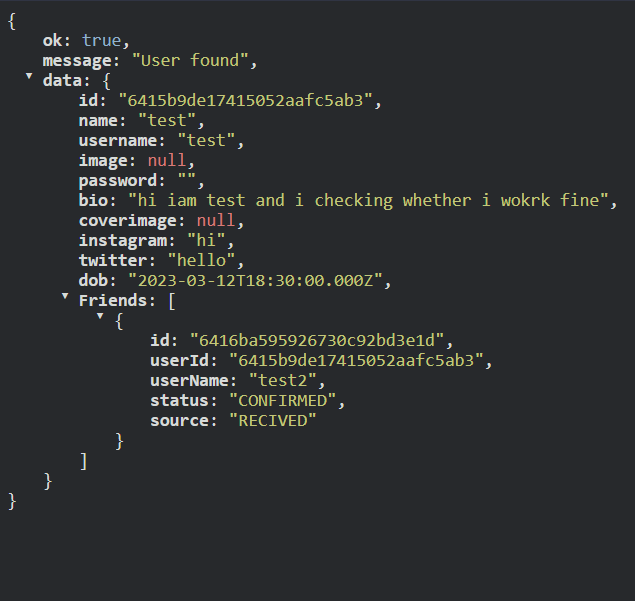 {
ok: true,
message: "User found",
data: {
id: "6415b9de17415052aafc5ab3",
name: "test",
username: "test",
image: null,
password: "",
bio: "hi iam test and i checking whether i wokrk fine",
coverimage: null,
instagram: "hi",
twitter: "hello",
dob: "2023-03-12T18:30:00.000Z",
Friends: [
{
id: "6416ba595926730c92bd3e1d",
userId: "6415b9de17415052aafc5ab3",
userName: "test2",
status: "CONFIRMED",
source: "RECIVED"
}
]
}
}